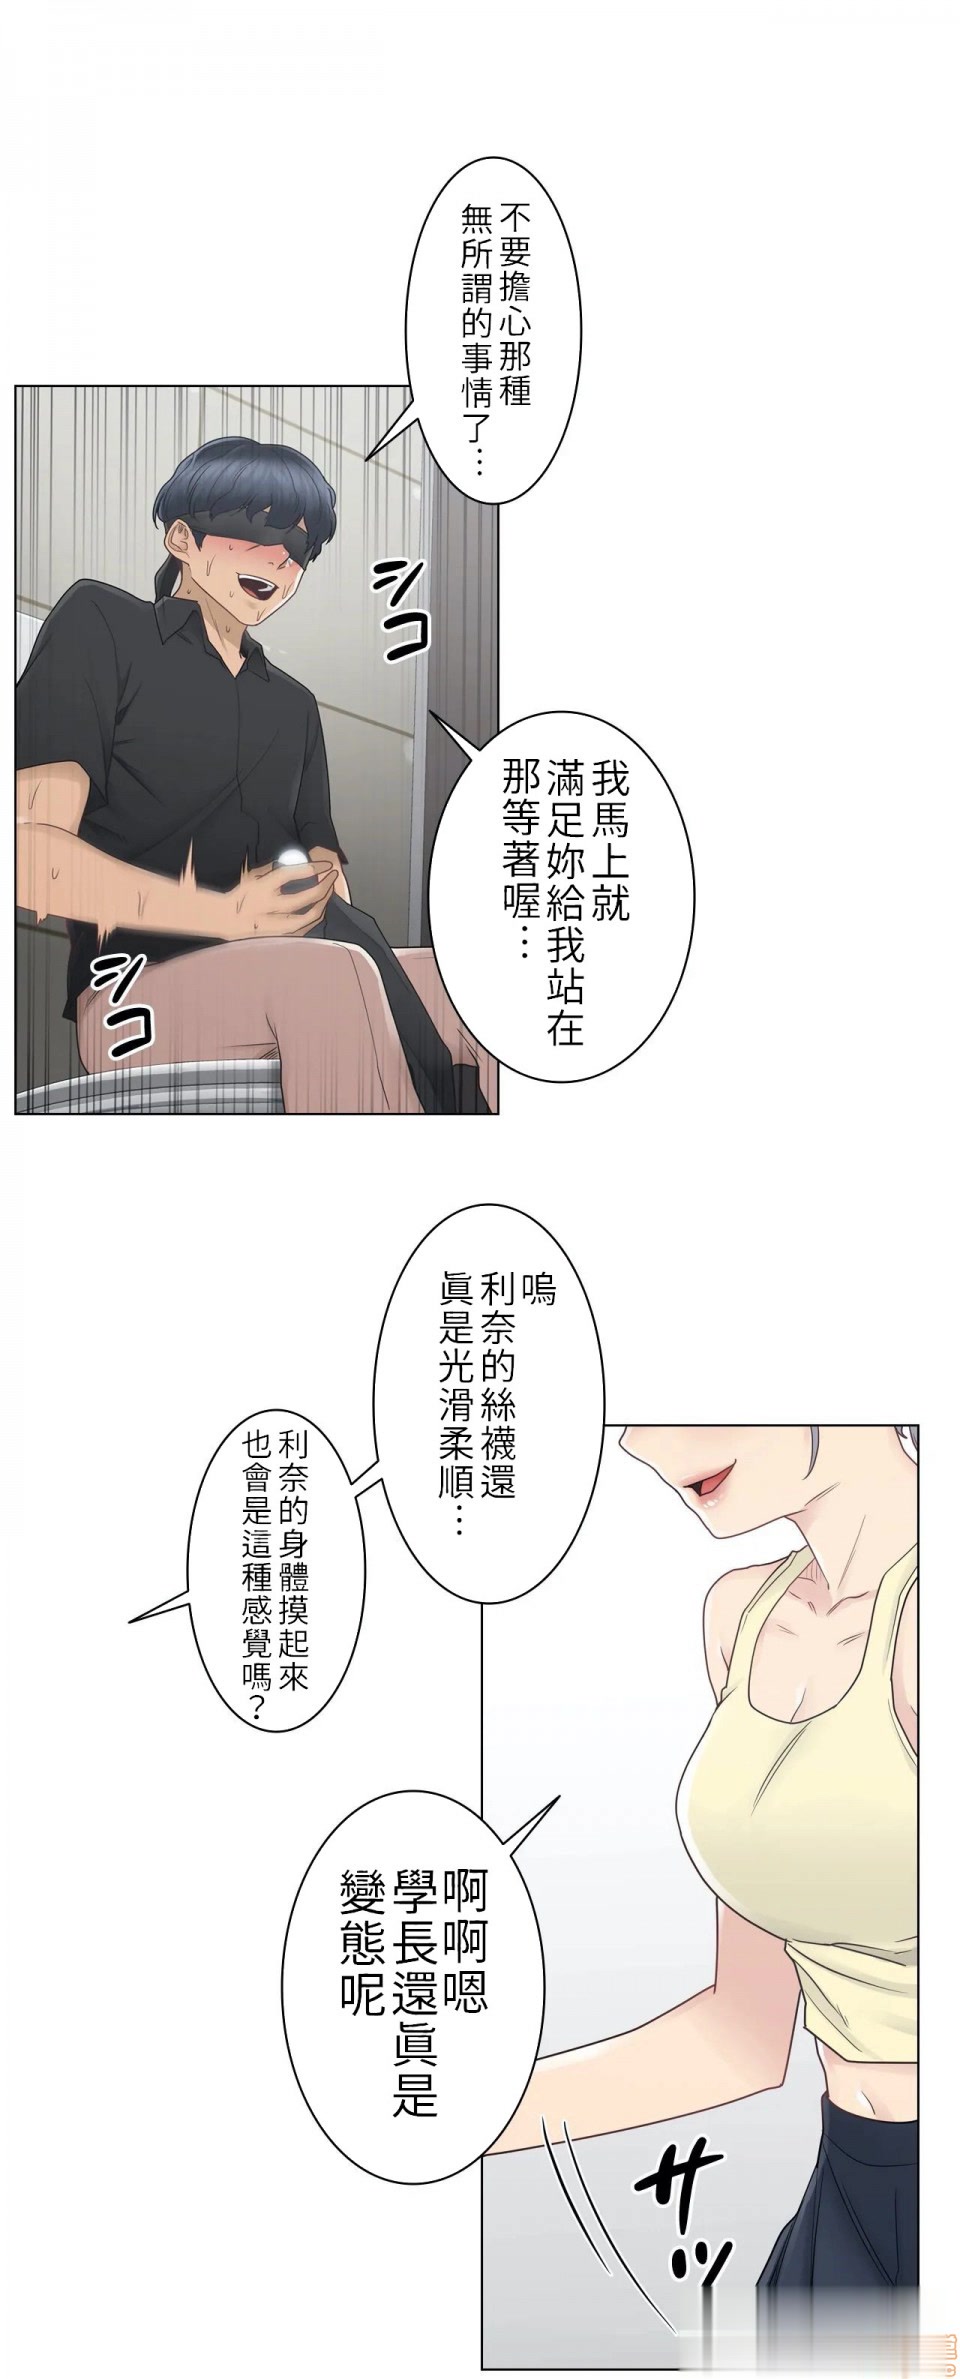 不要擔心那種
無所謂的事情了…
シコ
我馬上就
滿足妳給我站在
那等著喔…
シコ
嗚
利奈的絲襪還
眞是光滑柔順…
利奈的身體摸起來
也會是這種感覺嗎？
啊啊嗯
學長還眞是
變態呢
サッ